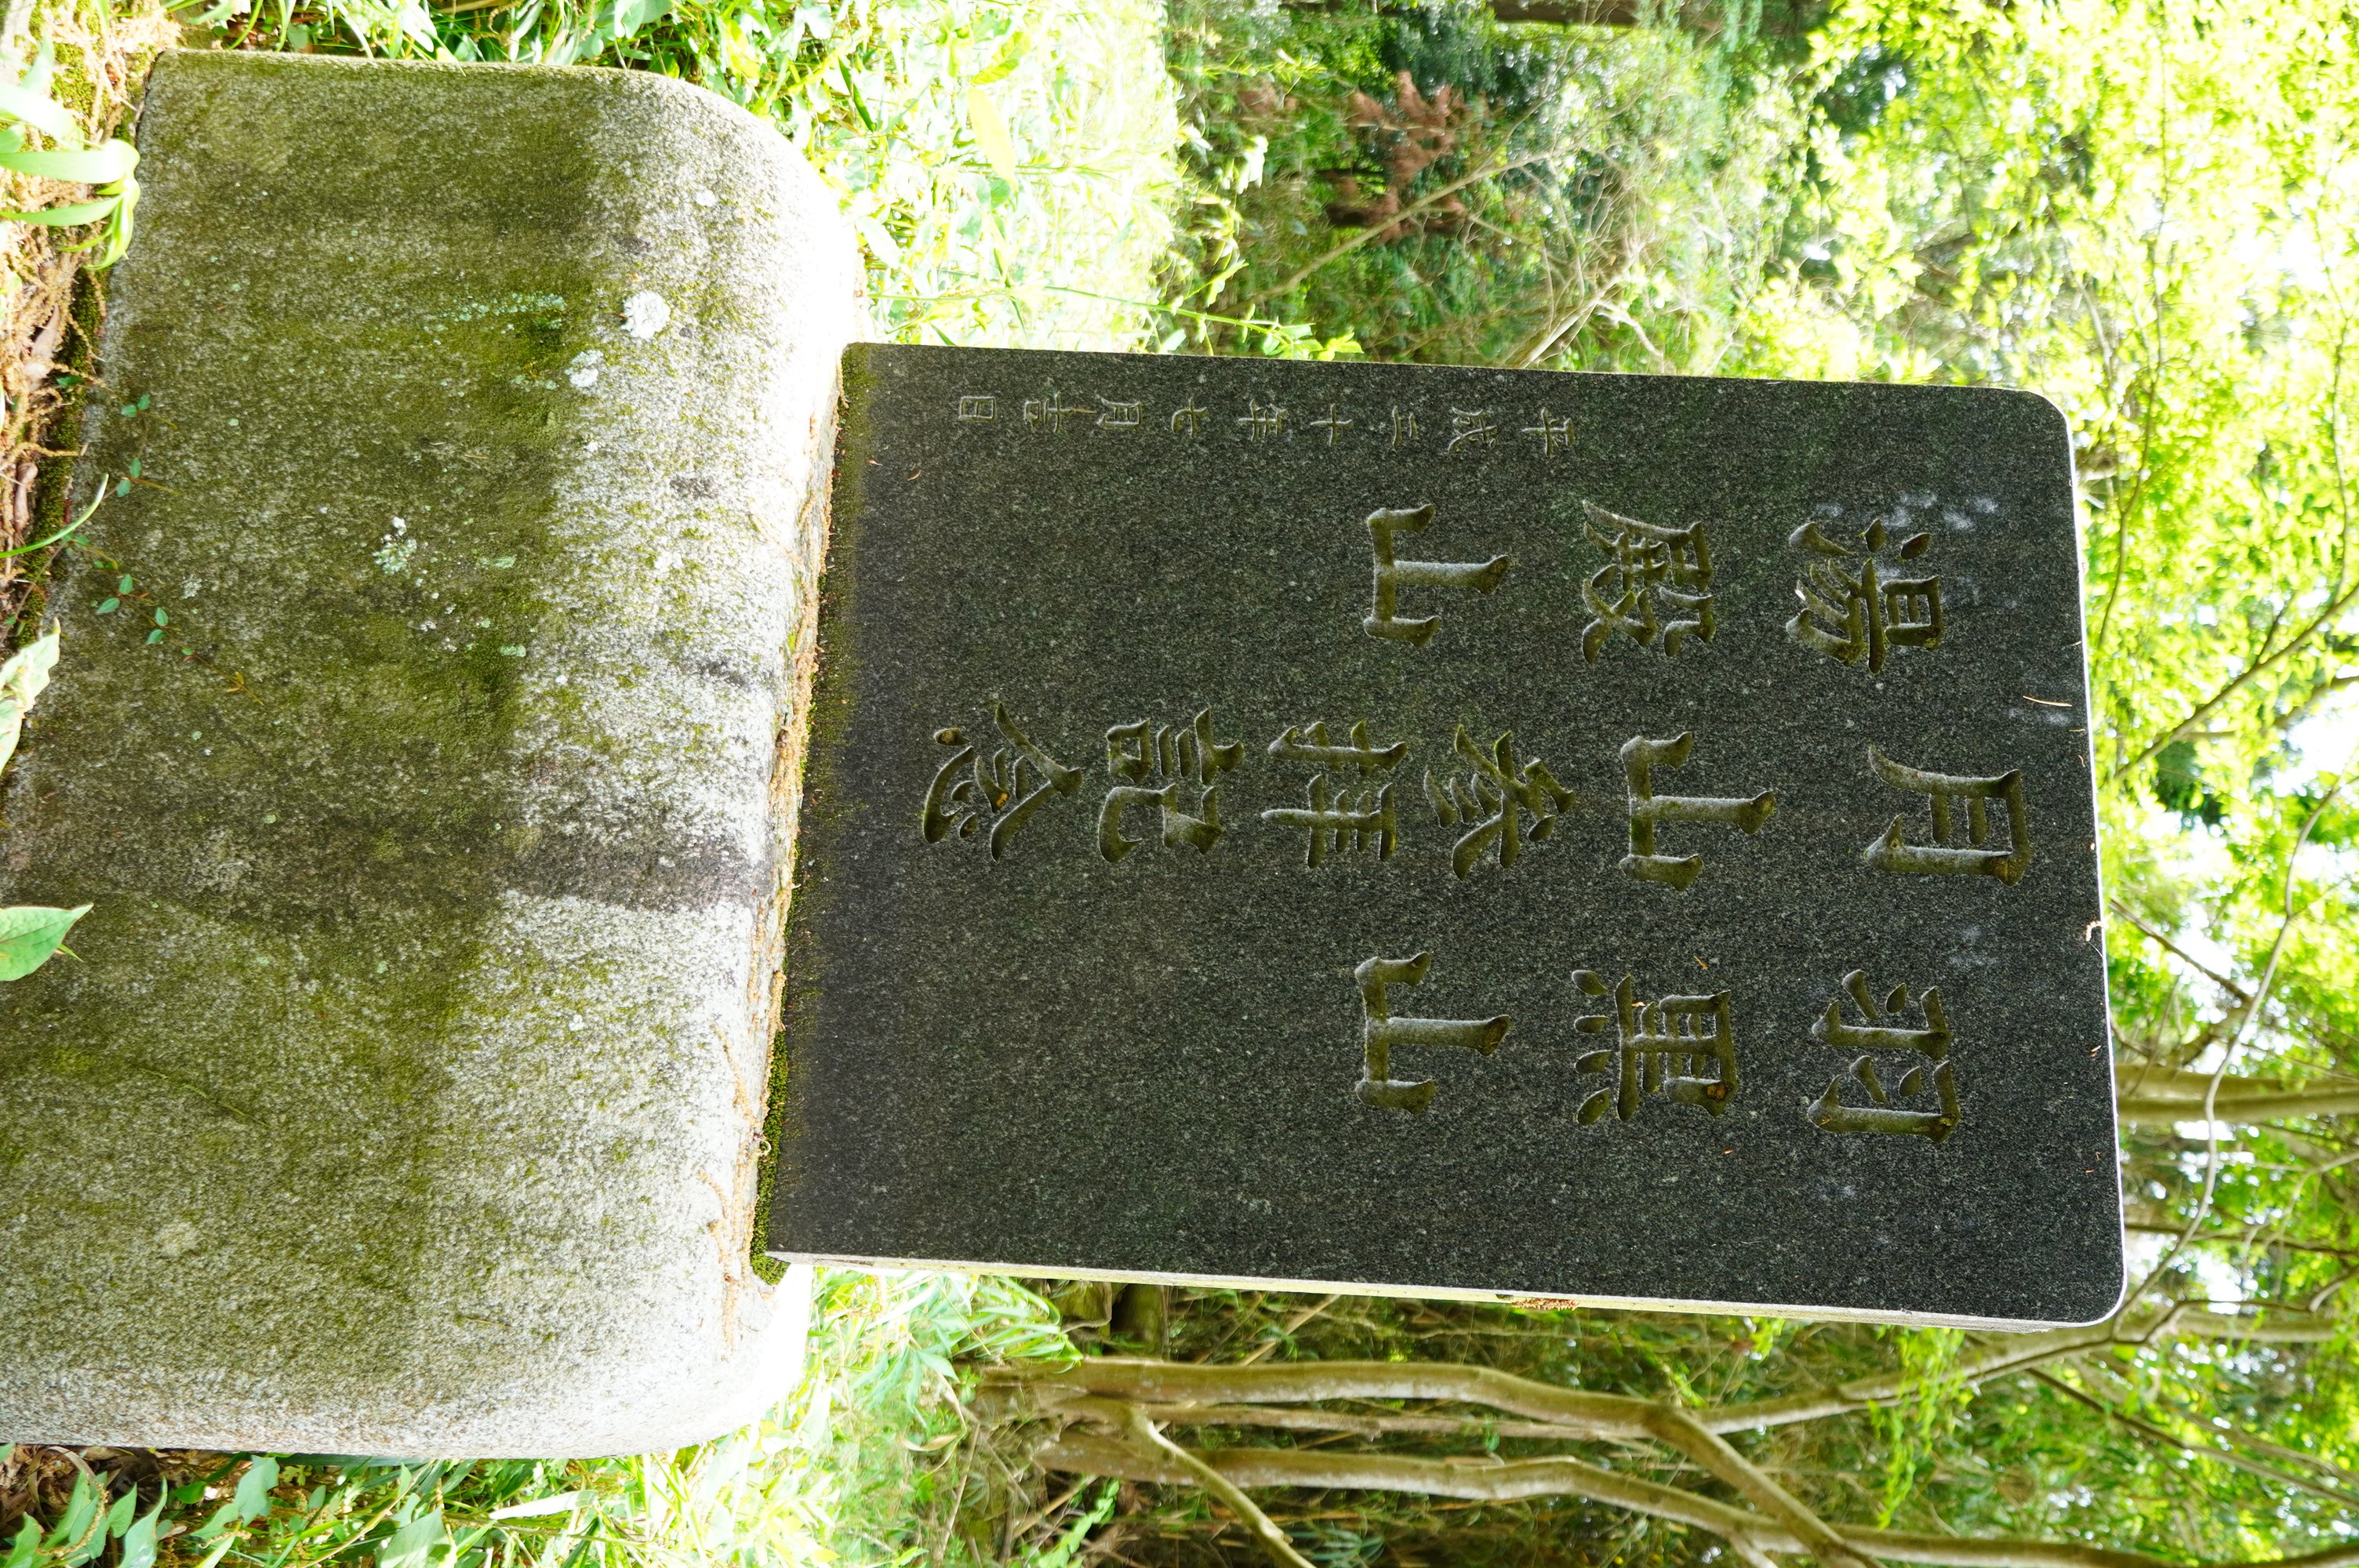 羽黒山
月山参拝記念
湯殿山
平成二十年七月吉日